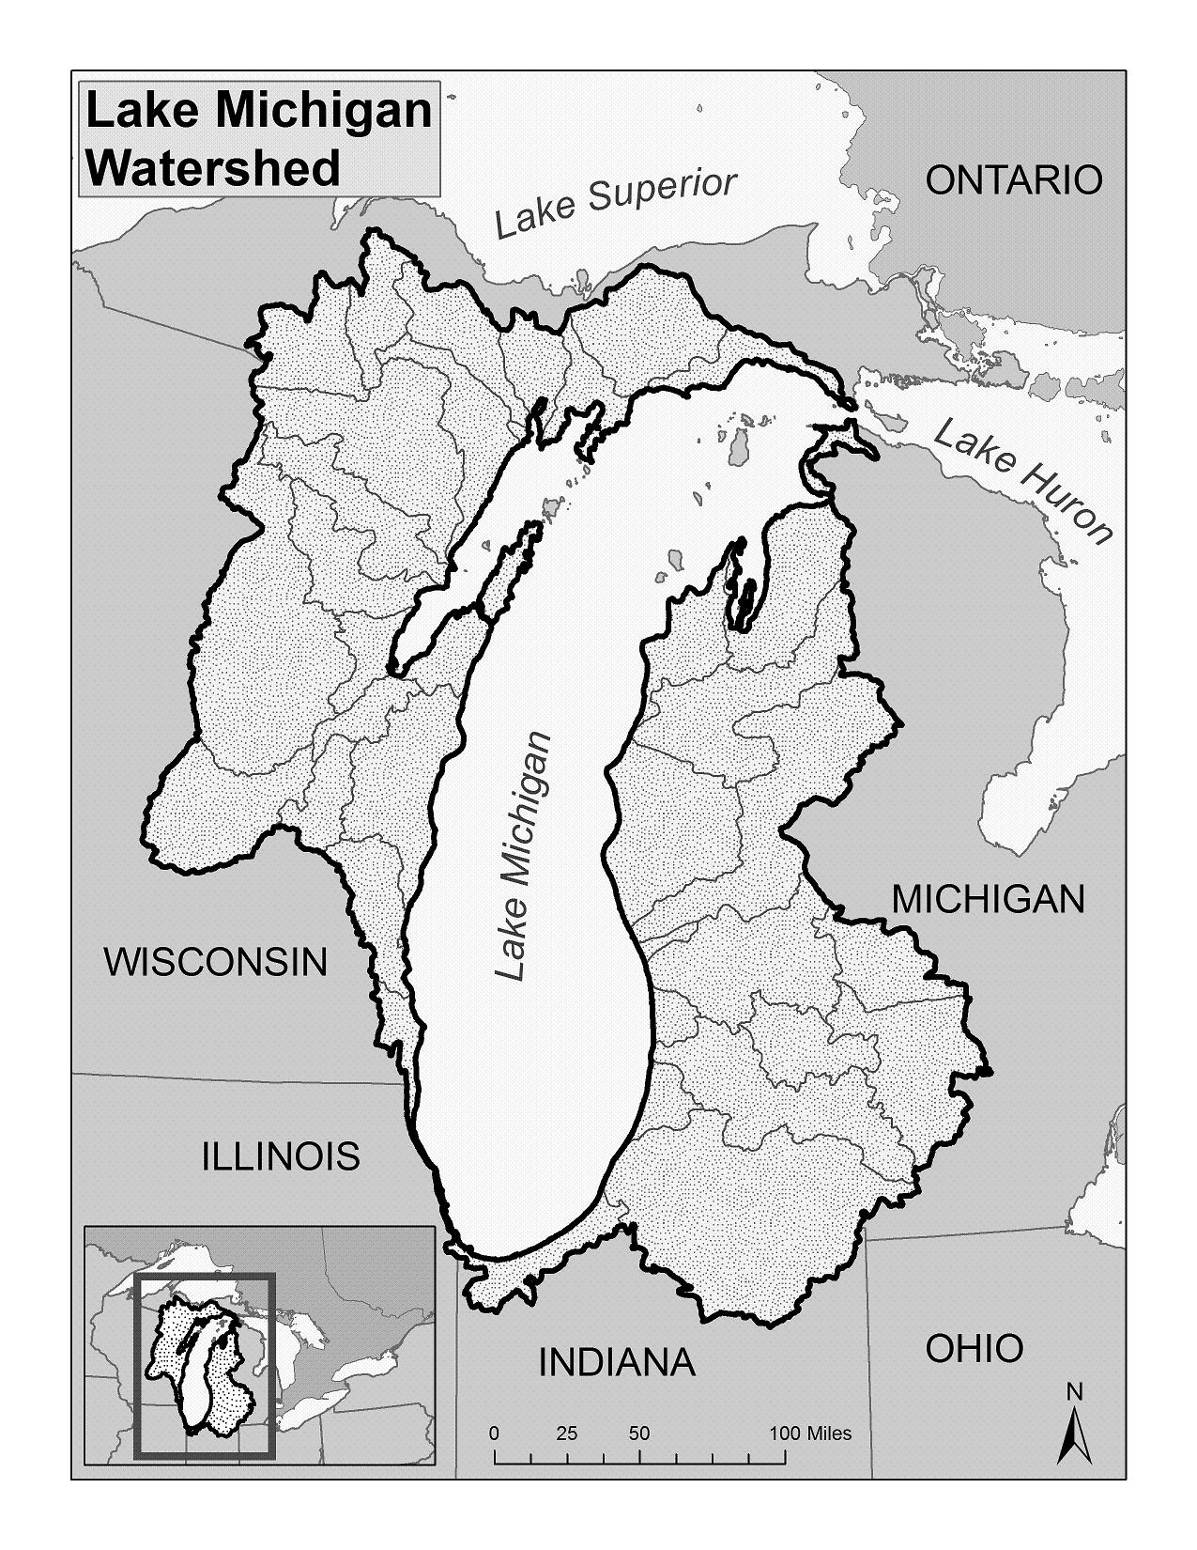 Lake Michigan
Watershed
Lake Superior
ONTARIO
Lake Huron
Lake Michigan
MICHIGAN
WISCONSIN
ILLINOIS
INDIANA
OHIO
N
0 25 50 100 Miles